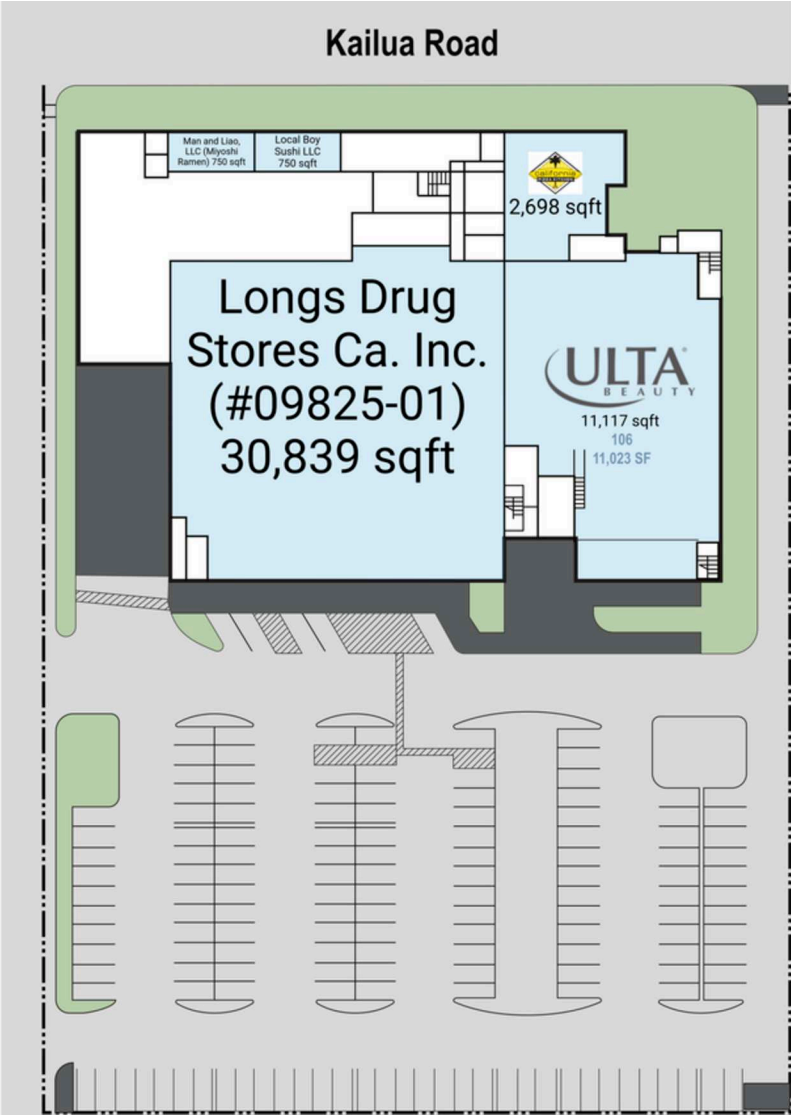 Kailua Road
Man and Liao,
LLC (Miyoshi
Ramen) 750 sqft
Local Boy
Sushi LLC
750 sqft
california
2,698 sqft
Longs Drug
Stores Ca. Inc.
(#09825-01)
30,839 sqft
ULTA
BEAUTY
11,117 sqft
106
11,023 SF